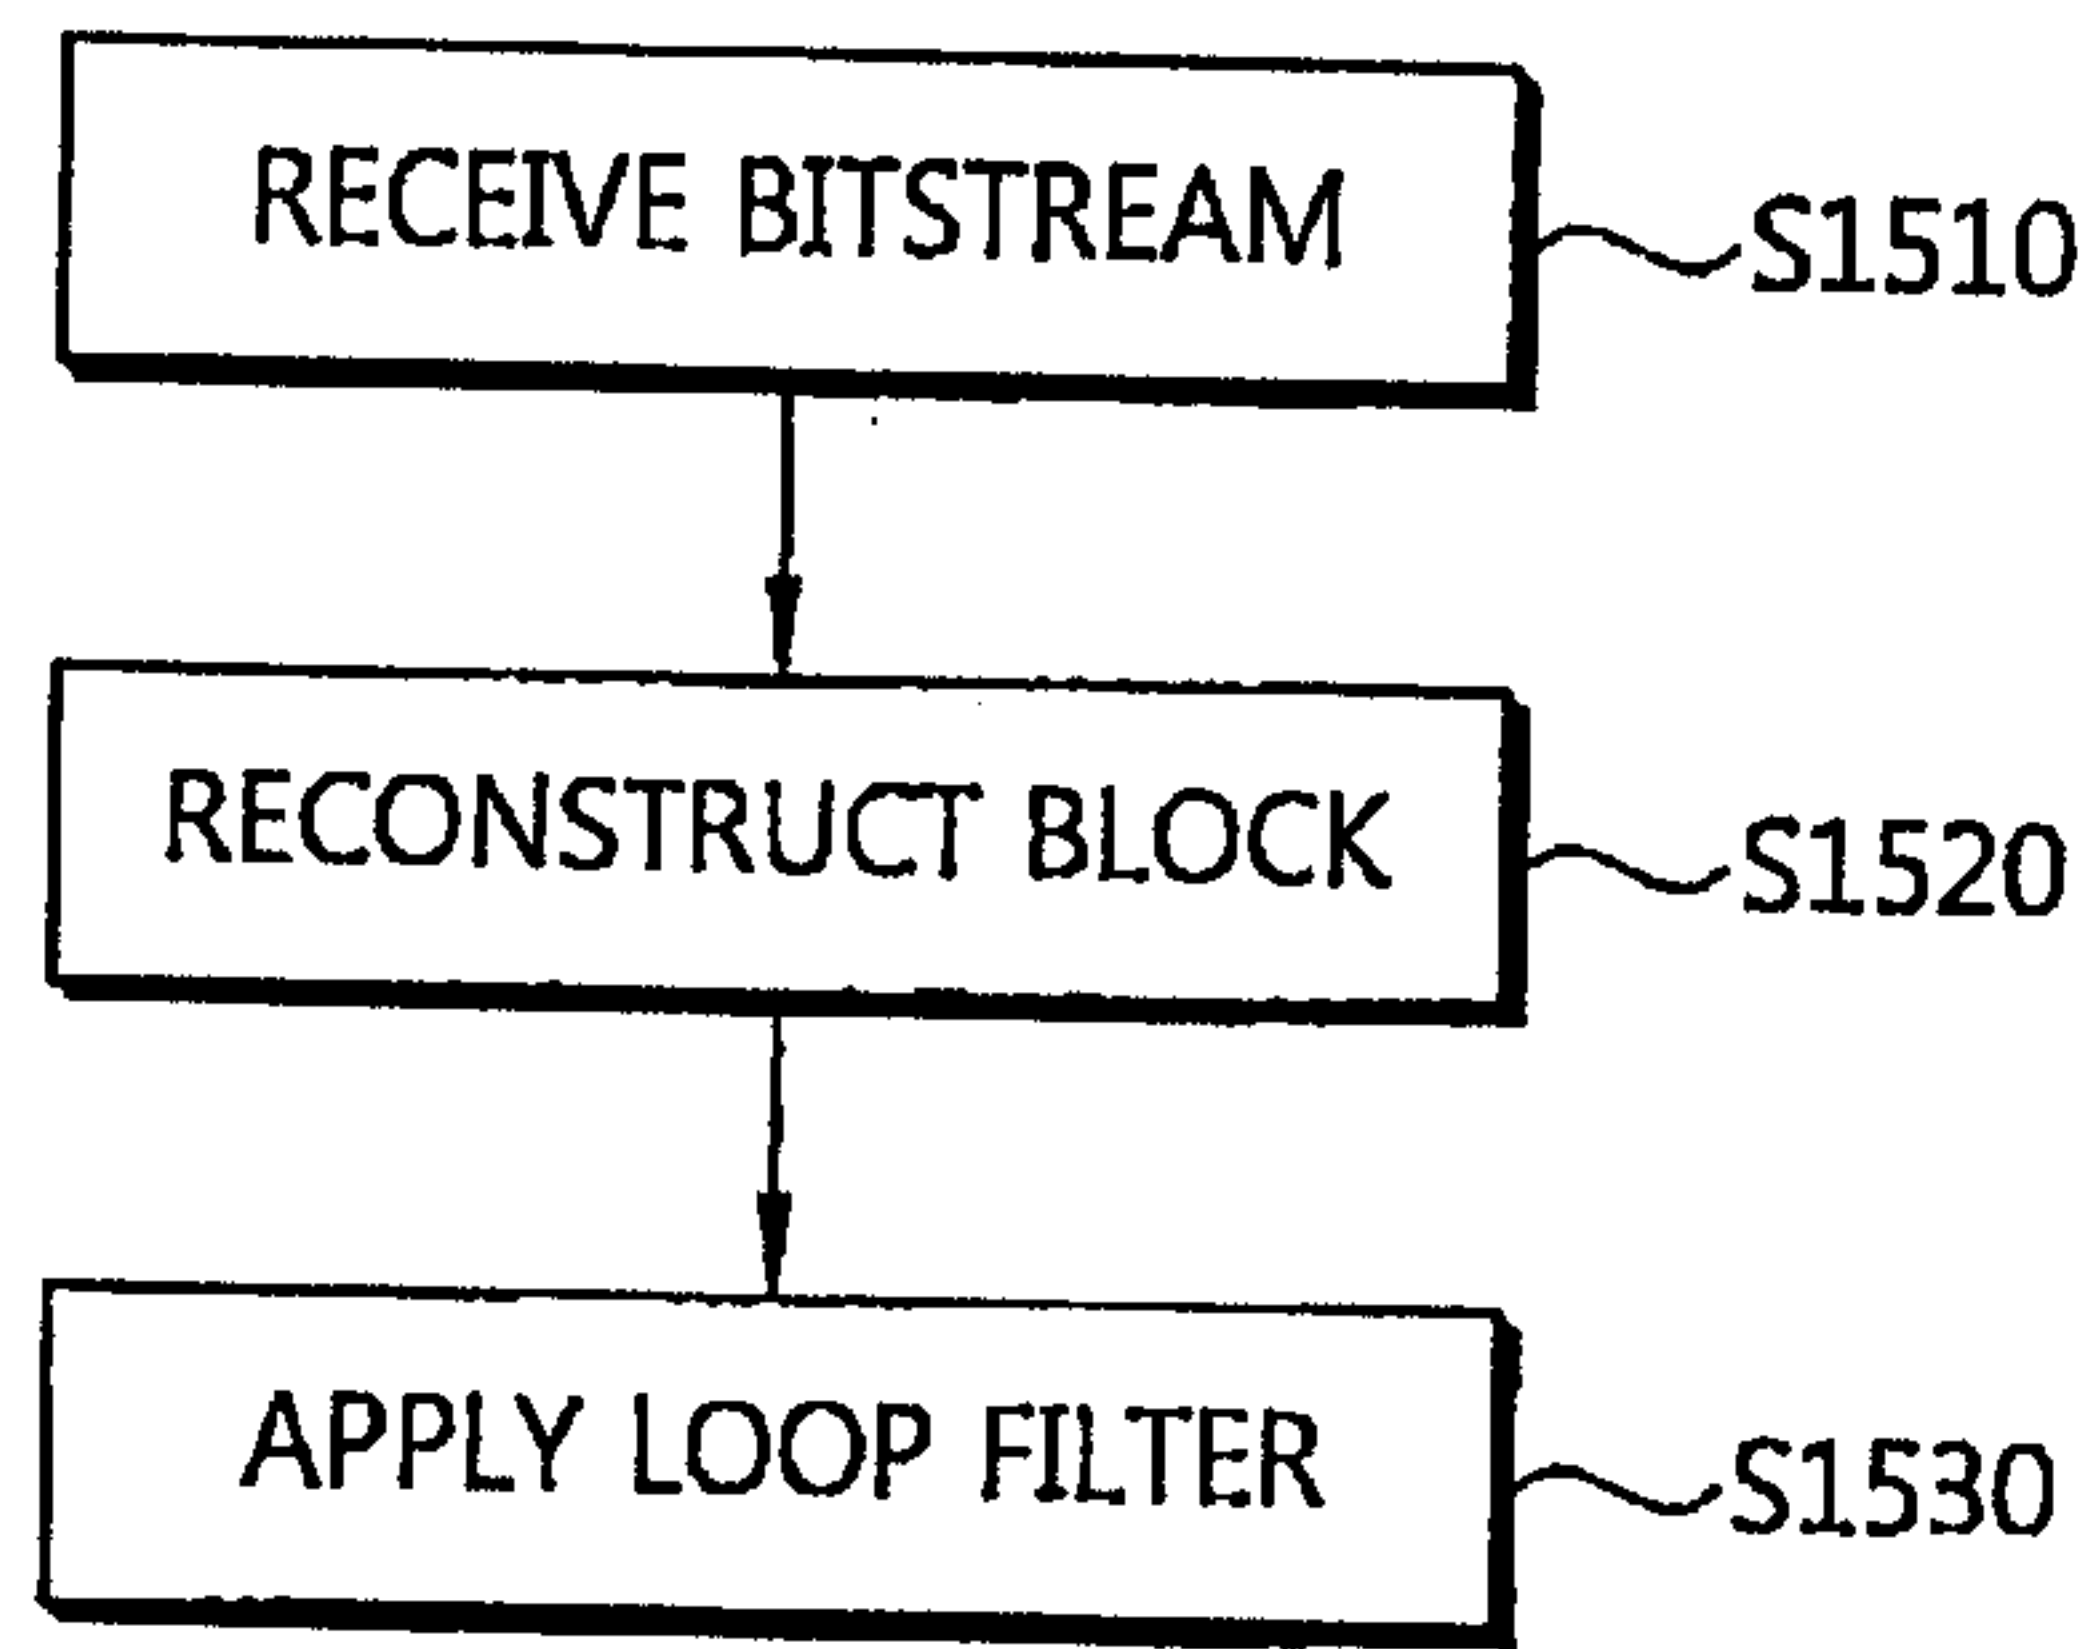 RECEIVE BITSTREAM
S1510
RECONSTRUCT BLOCK
S1520
APPLY LOOP FILTER
S1530